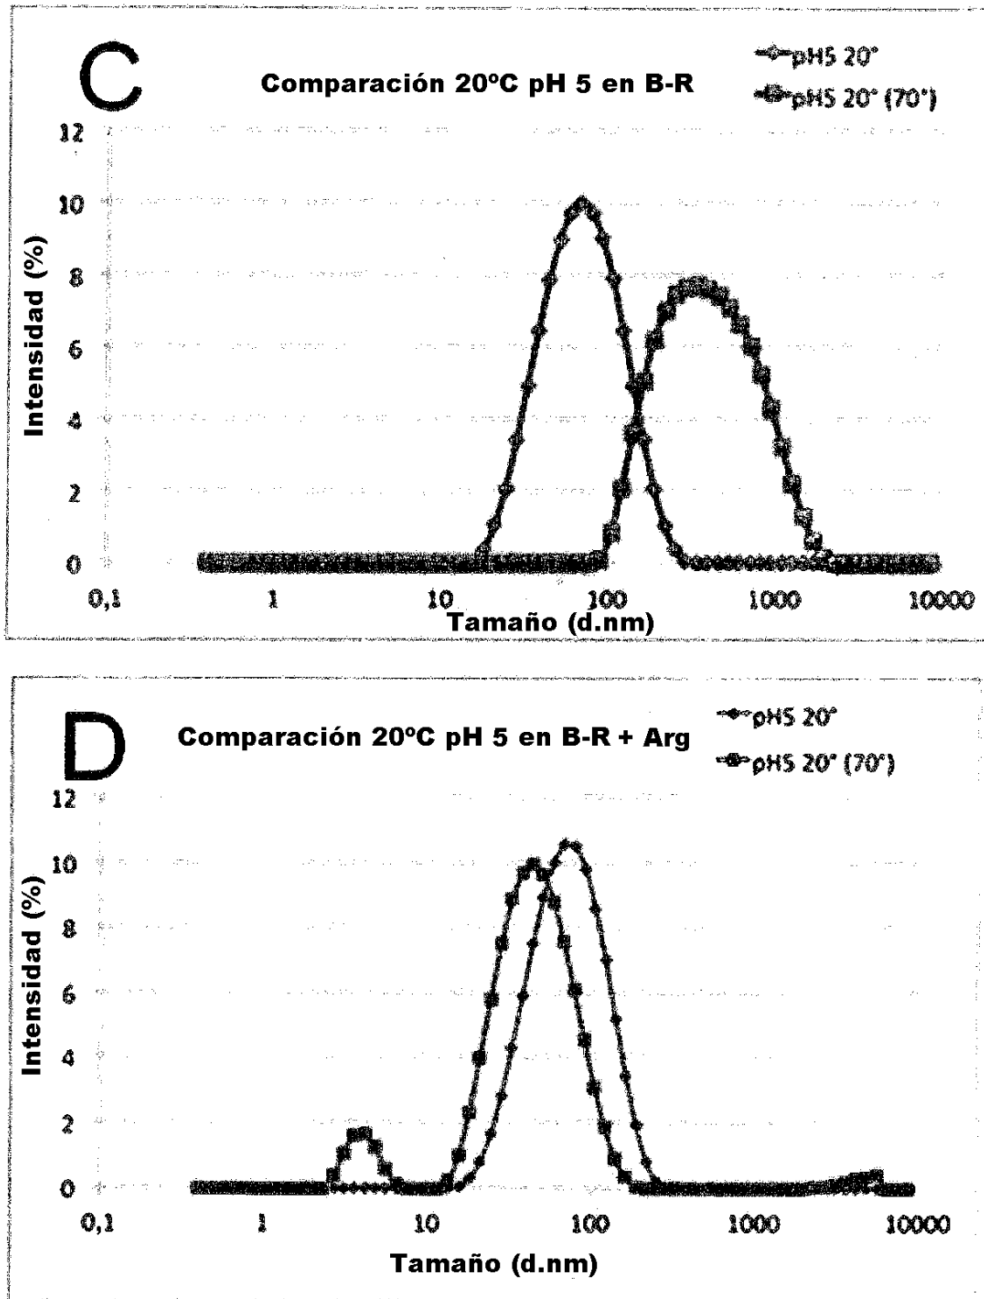 C
Comparación 20ºC pH 5 en B-R
pH5 20°
pH5 20° (70°)
Intensidad (%)
12
10
8
6
4
2
0
0,1 1 10 100 1000 10000
Tamaño (d.nm)
D
Comparación 20ºC pH 5 en B-R + Arg
pH5 20°
pH5 20° (70°)
Intensidad (%)
12
10
8
6
4
2
0
0,1 1 10 100 1000 10000
Tamaño (d.nm)